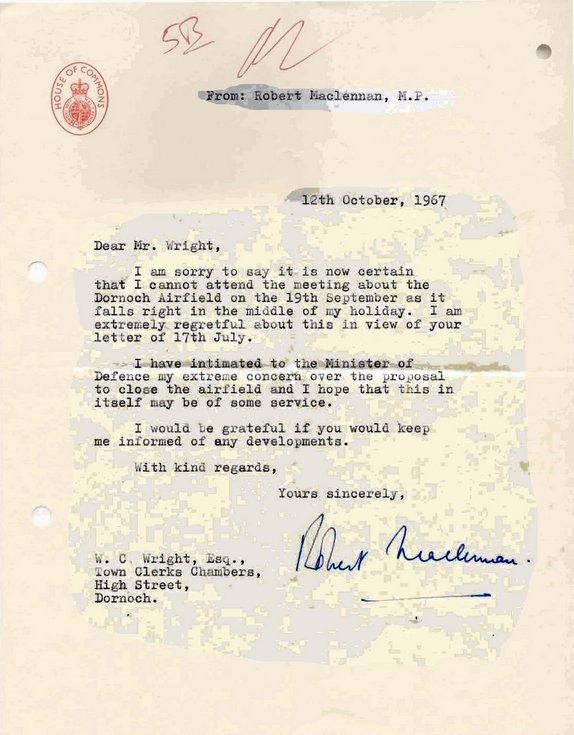 5B
HOUSE OF COMMONS
From: Robert Maclennan, M.P.
12th October, 1967
Dear Mr. Wright,
I am sorry to say it is now certain
that I cannot attend the meeting about the
Dornoch Airfield on the 19th September as it
falls right in the middle of my holiday. I am
extremely regretful about this in view of your
letter of 17th July.
I have intimated to the Minister of
Defence my extreme concern over the proposal
to close the airfield and I hope that this in
itself may be of some service.
I would be grateful if you would keep
me informed of any developments.
With kind regards,
Yours sincerely,
Robert Maclennan.
W. C. Wright, Esq.,
Town Clerks Chambers,
High Street,
Dornoch.